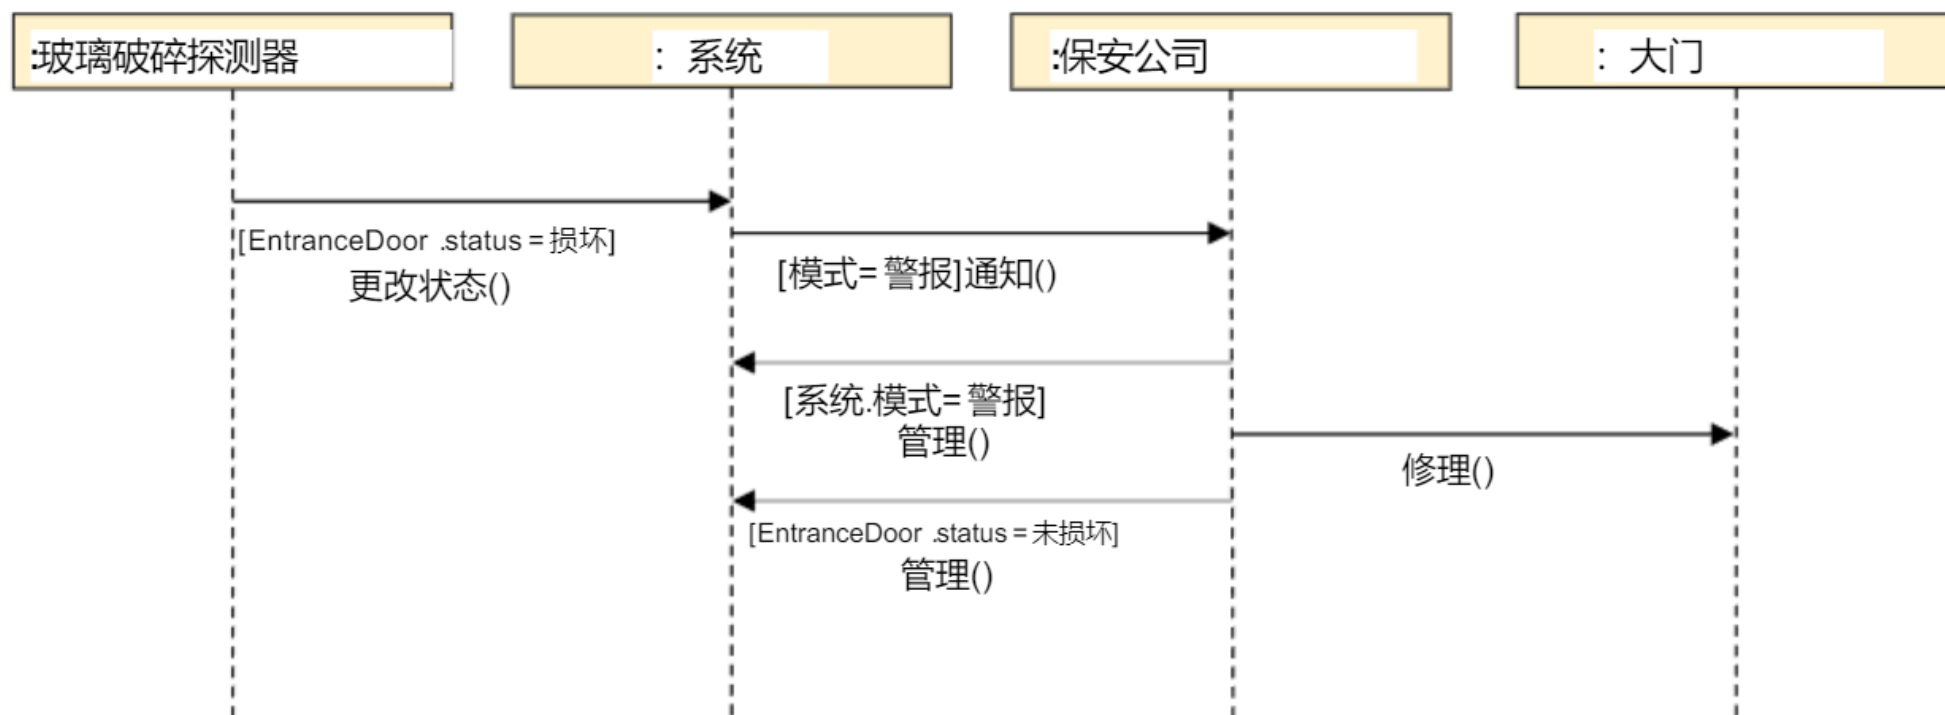 :玻璃破碎探测器
：系统
:保安公司
：大门
[EntranceDoor .status = 损坏]
更改状态()
[模式= 警报]通知()
[系统.模式= 警报]
管理()
修理()
[EntranceDoor .status = 未损坏]
管理()